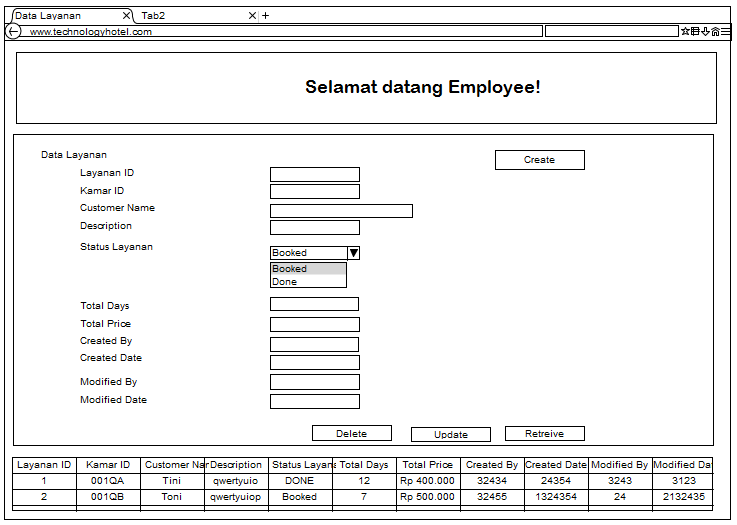 Data Layanan Tab2 +
www.technologyhotel.com
Selamat datang Employee!
Data Layanan Create
Layanan ID
Kamar ID
Customer Name
Description
Status Layanan Booked
Booked
Done
Total Days
Total Price
Created By
Created Date
Modified By
Modified Date
Delete Update Retreive
Layanan ID Kamar ID Customer Nar Description Status Layana Total Days Total Price Created By Created Date Modified By Modified Dat
1 001QA Tini qwertyuio DONE 12 Rp 400.000 32434 24354 3243 3123
2 001QB Toni qwertyuiop Booked 7 Rp 500.000 32455 1324354 24 2132435